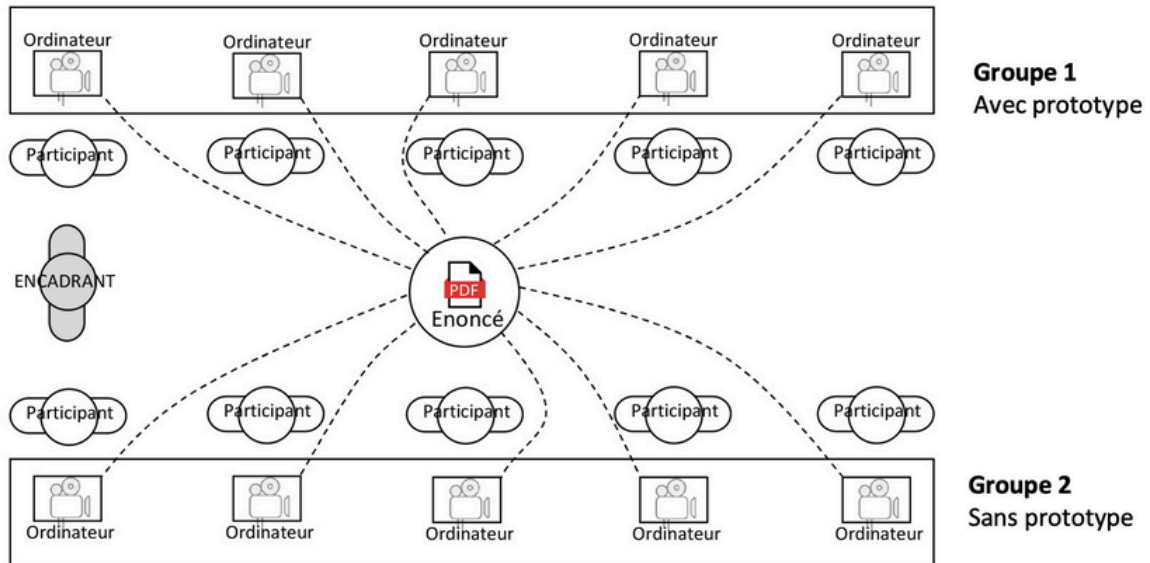 Ordinateur
Ordinateur
Ordinateur
Ordinateur
Ordinateur
Groupe 1
Avec prototype
Participant
Participant
Participant
Participant
Participant
ENCADRANT
PDF
Enoncé
Participant
Participant
Participant
Participant
Participant
Groupe 2
Sans prototype
Ordinateur
Ordinateur
Ordinateur
Ordinateur
Ordinateur